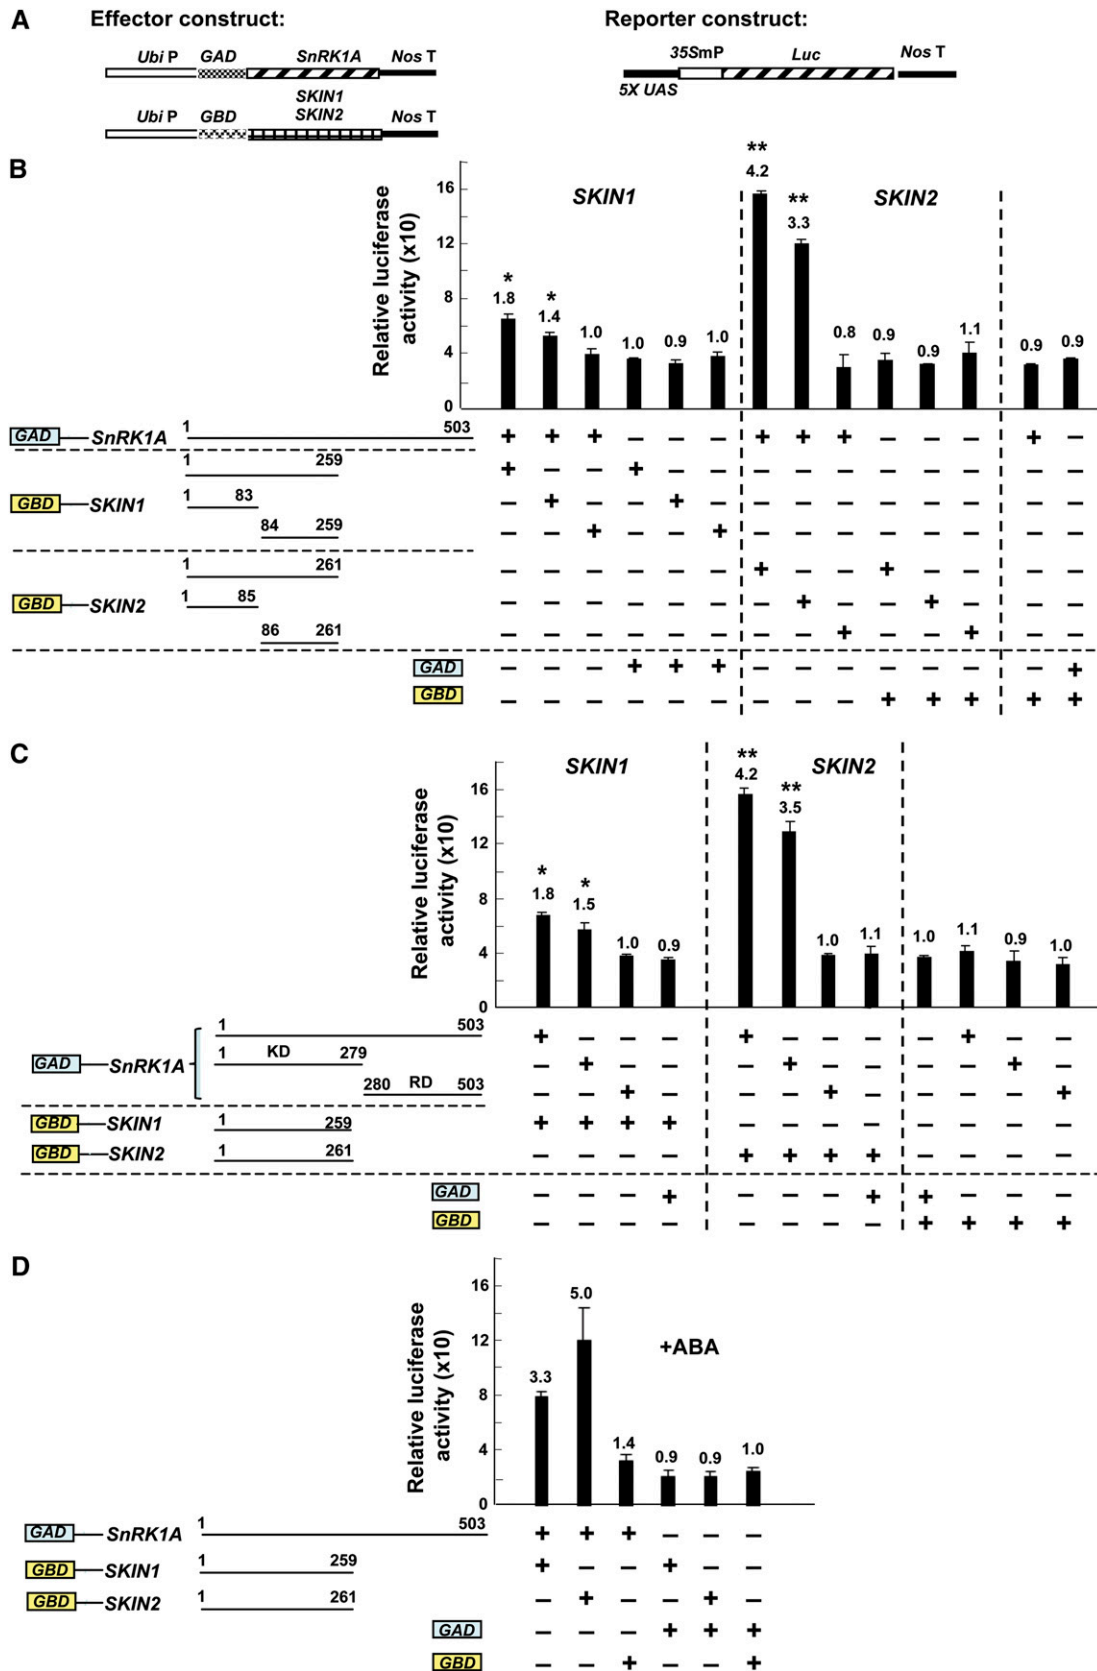 A Effector construct: Reporter construct:
Ubi P GAD SnRK1A Nos T
35SmP Luc Nos T
5X UAS
SKIN1
Ubi P GBD SKIN2 Nos T
B
Relative luciferase
activity (x10)
16
12
8
4
0
SKIN1 SKIN2
* * ** **
1.8 1.4 1.0 1.0 0.9 1.0 4.2 3.3 0.8 0.9 0.9 1.1 0.9 0.9
GAD SnRK1A 1 503 + + + – – – + + + – – – + –
1 259 + – – + – – – – – – – – – –
GBD SKIN1 1 83 – + – – + – – – – – – – – –
84 259 – – + – – + – – – – – – – –
1 261 – – – – – – + – – + – – – –
GBD SKIN2 1 85 – – – – – – – + – – + – – –
86 261 – – – – – – – – + – – + – –
GAD – – – + + + – – – – – – – +
GBD – – – – – – – – – + + + + +
C
Relative luciferase
activity (x10)
16
12
8
4
0
SKIN1 SKIN2
* * ** **
1.8 1.5 1.0 0.9 4.2 3.5 1.0 1.1 1.0 1.1 0.9 1.0
1 503 + – – – + – – – – + – –
GAD SnRK1A 1 KD 279 – + – – – + – – – – + –
280 RD 503 – – + – – – + – – – – +
GBD SKIN1 1 259 + + + + – – – – – – – –
GBD SKIN2 1 261 – – – – + + + + – – – –
GAD – – – + – – – + + – – –
GBD – – – – – – – – + + + +
D
Relative luciferase
activity (x10)
16
12
8
4
0
+ABA
3.3 5.0 1.4 0.9 0.9 1.0
GAD SnRK1A 1 503 + + + – – –
GBD SKIN1 1 259 + – – + – –
GBD SKIN2 1 261 – + – – + –
GAD – – – + + +
GBD – – + – – +